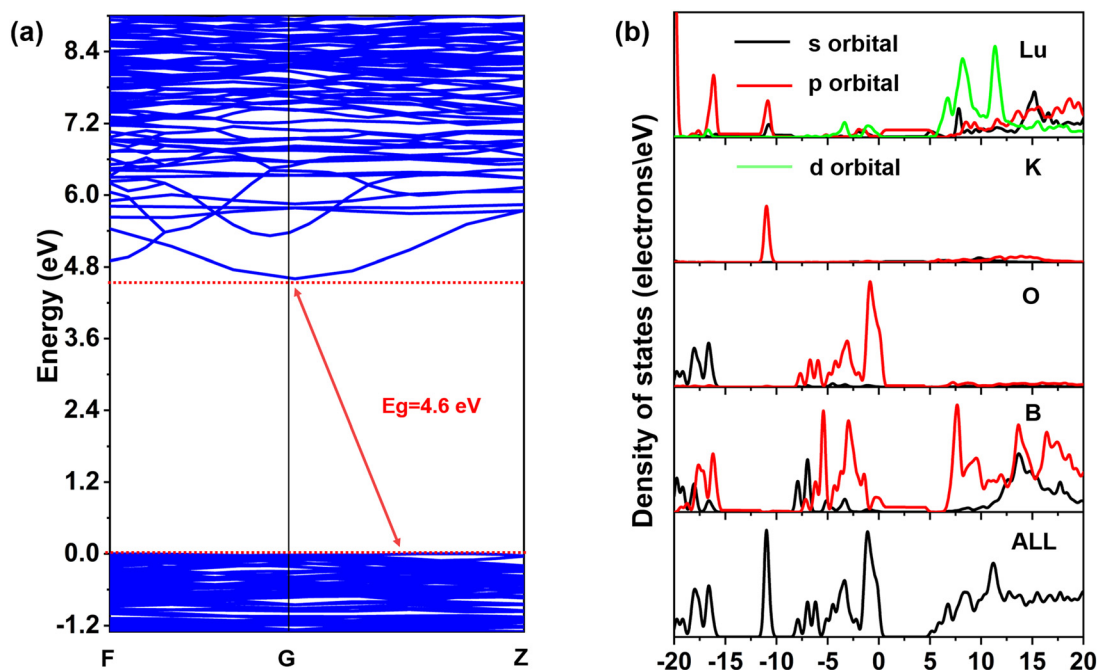 (a)
Energy (eV)
8.4
7.2
6.0
4.8
3.6
2.4
1.2
0.0
-1.2
Eg=4.6 eV
F G Z
(b)
Density of states (electrons\eV)
s orbital
p orbital
d orbital
Lu
K
O
B
ALL
-20 -15 -10 -5 0 5 10 15 20